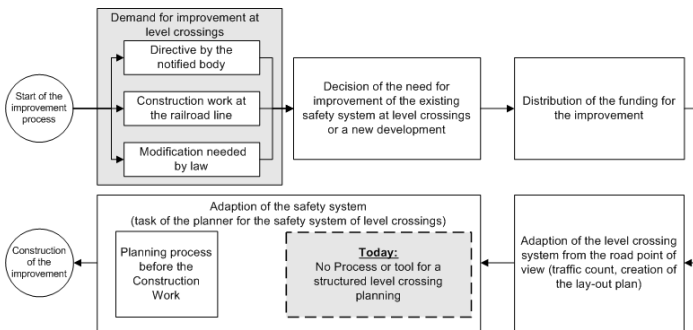 Demand for improvement at
level crossings
Directive by the
notified body
Start of the
improvement
process
Construction work at
the railroad line
Modification needed
by law
Decision of the need for
improvement of the existing
safety system at level crossings
or a new development
Distribution of the funding for
the improvement
Adaption of the level crossing
system from the road point of
view (traffic count, creation of
the lay-out plan)
Adaption of the safety system
(task of the planner for the safety system of level crossings)
Today:
No Process or tool for a
structured level crossing
planning
Planning process
before the
Construction
Work
Construction of
the improvement